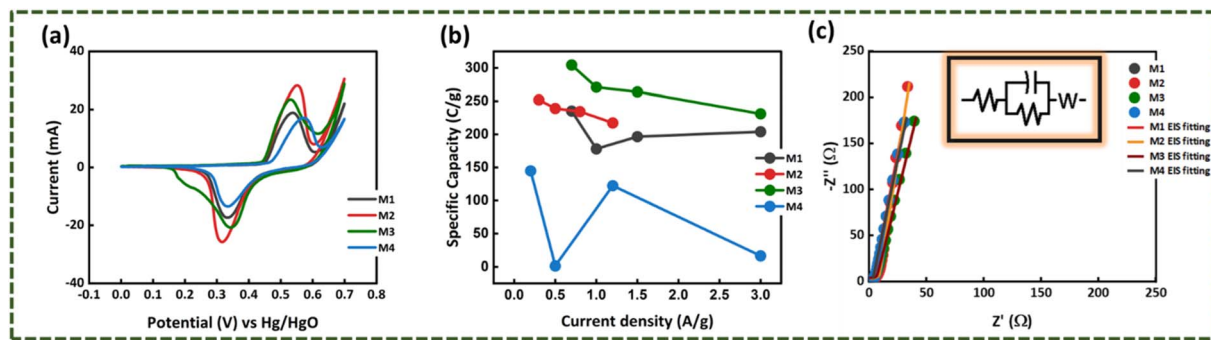 (a)
40
20
0
-20
-40
-0.1 0.0 0.1 0.2 0.3 0.4 0.5 0.6 0.7 0.8
Current (mA)
Potential (V) vs Hg/HgO
M1
M2
M3
M4
(b)
300
250
200
150
100
50
0
0.0 0.5 1.0 1.5 2.0 2.5 3.0
Specific Capacity (C/g)
Current density (A/g)
M1
M2
M3
M4
(c)
250
200
150
100
50
0
0 50 100 150 200 250
-Z'' (Ω)
Z' (Ω)
W
M1
M2
M3
M4
M1 EIS fitting
M2 EIS fitting
M3 EIS fitting
M4 EIS fitting